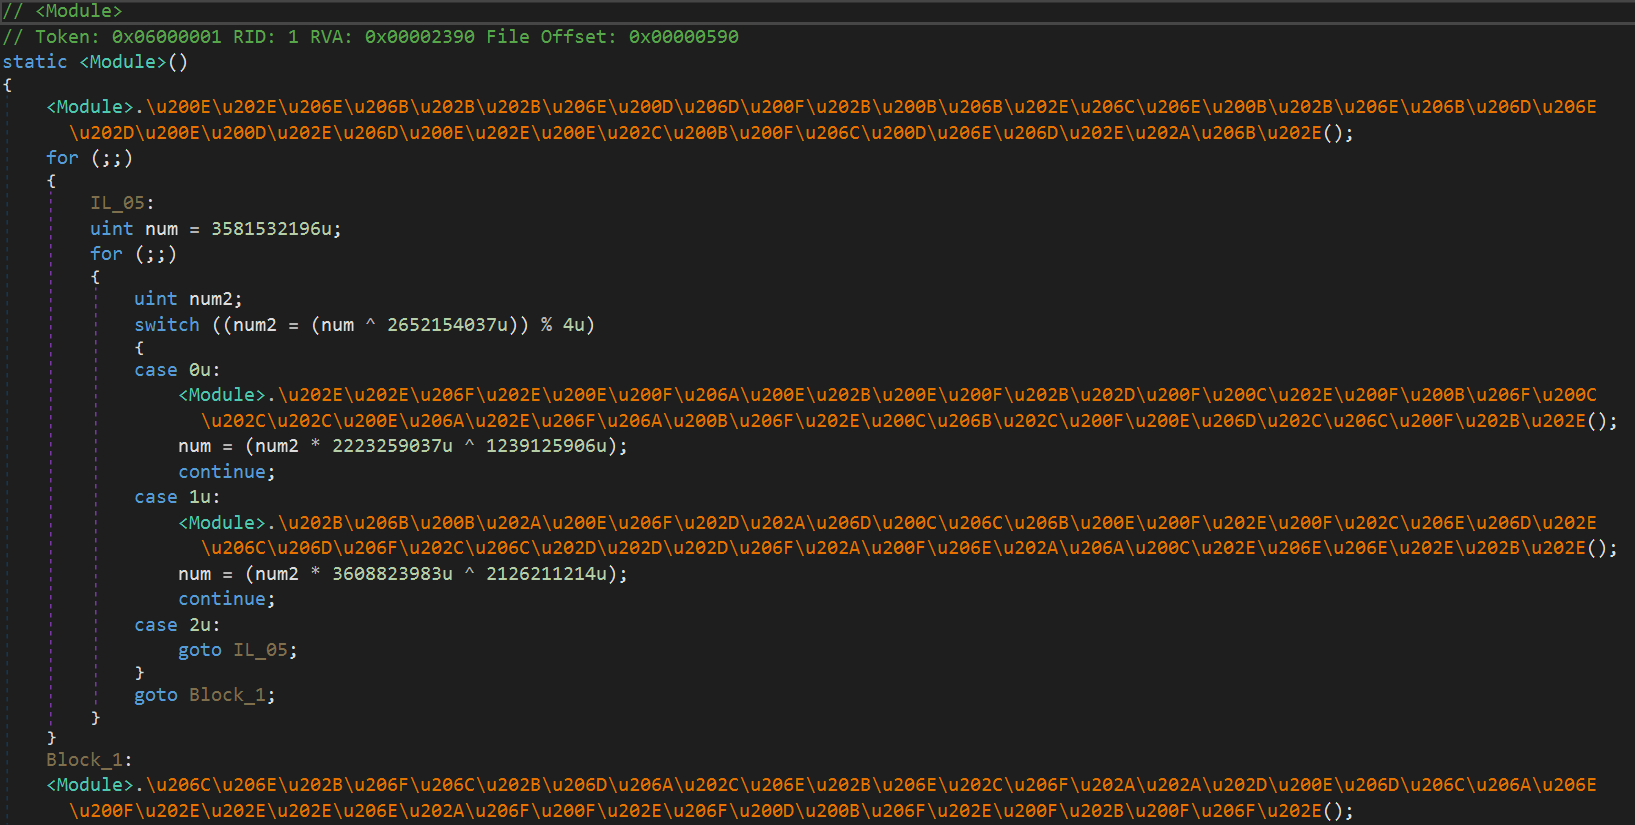 // <Module>
// Token: 0x06000001 RID: 1 RVA: 0x00002390 File Offset: 0x00000590
static <Module>()
{
<Module>.\u200E\u202E\u206E\u206B\u202B\u202B\u206E\u200D\u206D\u200F\u202B\u200B\u206B\u202E\u206C\u206E\u200B\u202B\u206E\u206B\u206D\u206E
\u202D\u200E\u200D\u202E\u206D\u200E\u202E\u200E\u202C\u200B\u200F\u206C\u200D\u206E\u206D\u202E\u202A\u206B\u202E();
for (;;)
{
IL_05:
uint num = 3581532196u;
for (;;)
{
uint num2;
switch ((num2 = (num ^ 2652154037u)) % 4u)
{
case 0u:
<Module>.\u202E\u202E\u206F\u202E\u200E\u200F\u206A\u200E\u202B\u200E\u200F\u202B\u202D\u200F\u200C\u202E\u200F\u200B\u206F\u200C
\u202C\u202C\u200E\u206A\u202E\u206F\u206A\u200B\u206F\u202E\u200C\u206B\u202C\u200F\u200E\u206D\u202C\u206C\u200F\u202B\u202E();
num = (num2 * 2223259037u ^ 1239125906u);
continue;
case 1u:
<Module>.\u202B\u206B\u200B\u202A\u200E\u206F\u202D\u202A\u206D\u200C\u206C\u206B\u200E\u200F\u202E\u200F\u202C\u206E\u206D\u202E
\u206C\u206D\u206F\u202C\u206C\u202D\u202D\u202D\u206F\u202A\u200F\u206E\u202A\u206A\u200C\u202E\u206E\u206E\u202E\u202B\u202E();
num = (num2 * 3608823983u ^ 2126211214u);
continue;
case 2u:
goto IL_05;
}
goto Block_1;
}
}
Block_1:
<Module>.\u206C\u206E\u202B\u206F\u206C\u202B\u206D\u206A\u202C\u206E\u202B\u206E\u202C\u206F\u202A\u202A\u202D\u200E\u206D\u206C\u206A\u206E
\u200F\u202E\u202E\u202E\u206E\u202A\u206F\u200F\u202E\u206F\u200D\u200B\u206F\u202E\u200F\u202B\u200F\u206F\u202E();